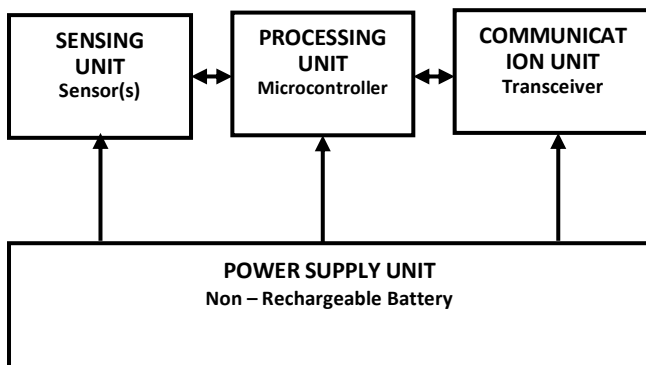 SENSING
UNIT
Sensor(s)
PROCESSING
UNIT
Microcontroller
COMMUNICAT
ION UNIT
Transceiver
POWER SUPPLY UNIT
Non – Rechargeable Battery